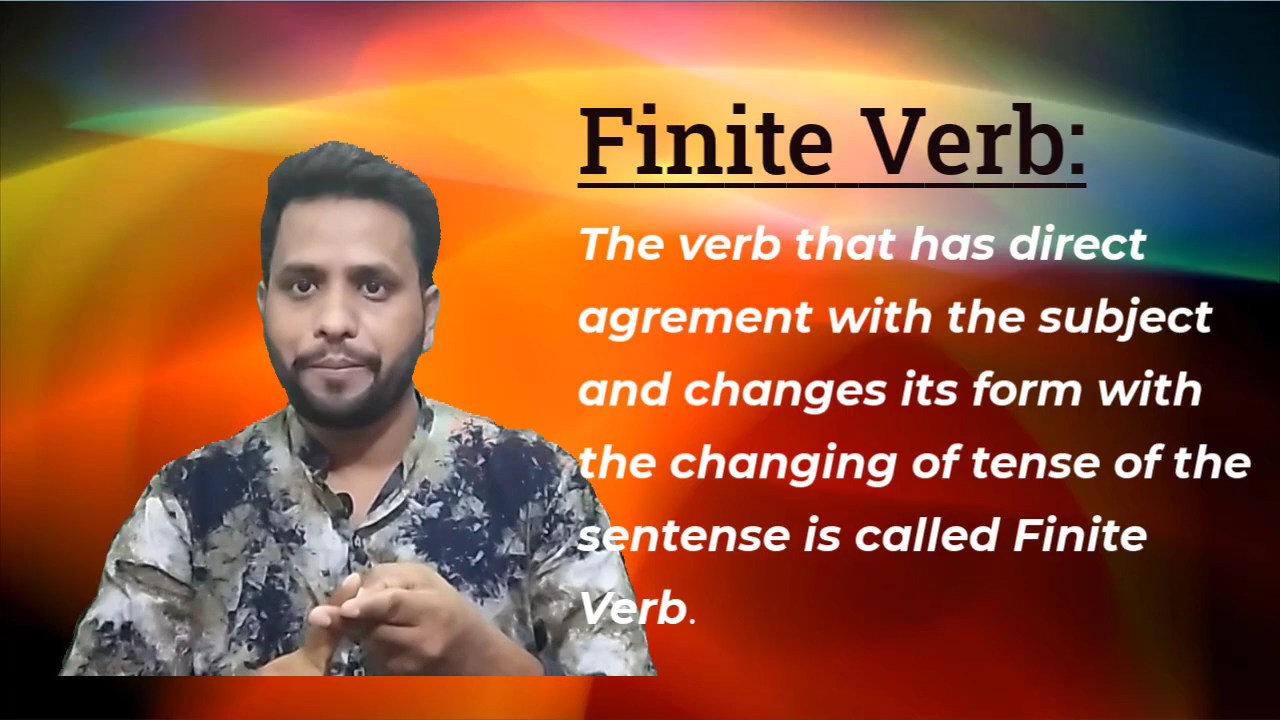 Finite Verb:
The verb that has direct
agrement with the subject
and changes its form with
the changing of tense of the
sentense is called Finite
Verb.